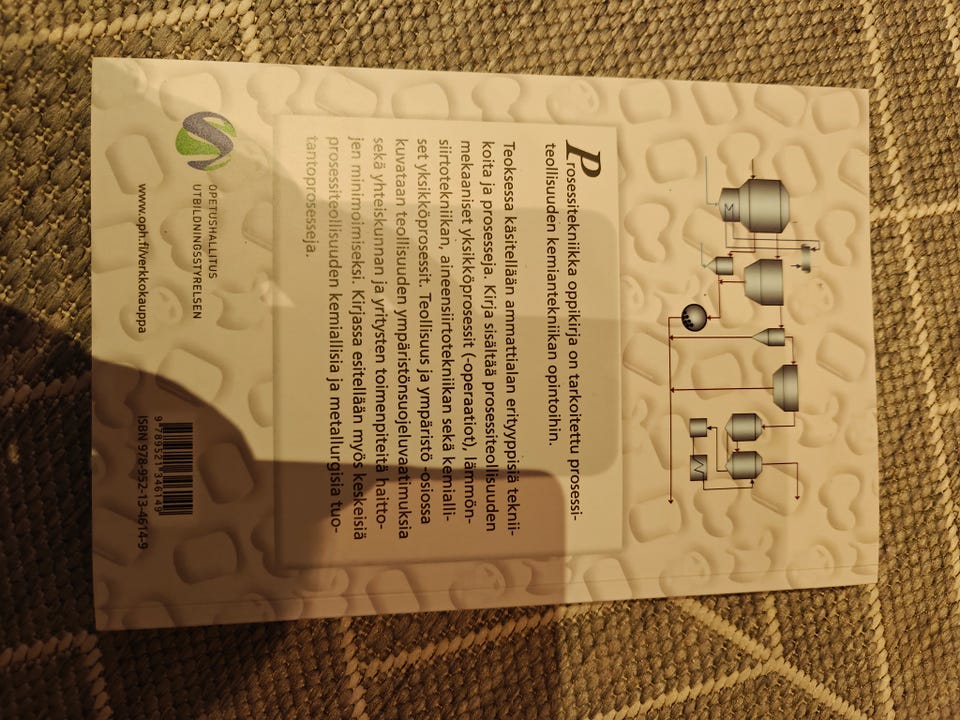 Prosessitekniikka oppikirja on tarkoitettu prosessi-
teollisuuden kemiantekniikan opintoihin.
Teoksessa käsitellään ammattialan erityyppisiä teknii-
koita ja prosesseja. Kirja sisältää prosessiteollisuuden
mekaaniset yksikköprosessit (-operaatiot), lämmön-
siirtotekniikan, aineensiirtotekniikan sekä kemialli-
set yksikköprosessit. Teollisuus ja ympäristö -osiossa
kuvataan teollisuuden ympäristönsuojeluvaatimuksia
sekä yhteiskunnan ja yritysten toimenpiteitä haitto-
jen minimoimiseksi. Kirjassa esitellään myös keskeisiä
prosessiteollisuuden kemiallisia ja metallurgisia tuo-
tantoprosesseja.
OPETUSHALLITUS
UTBILDNINGSSTYRELSEN
www.oph.fi/verkkokauppa
9 789521 346149
ISBN 978-952-13-4614-9